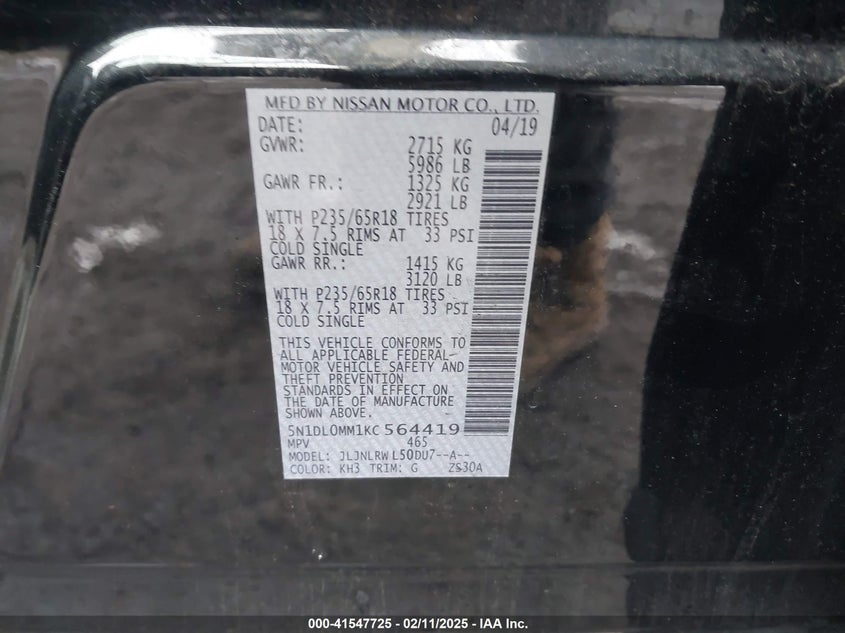 MFD BY NISSAN MOTOR CO., LTD.
DATE: 04/19
GVWR: 2715 KG
5986 LB
GAWR FR.: 1325 KG
2921 LB
WITH P235/65R18 TIRES
18 X 7.5 RIMS AT 33 PSI
COLD SINGLE
GAWR RR.: 1415 KG
3120 LB
WITH P235/65R18 TIRES
18 X 7.5 RIMS AT 33 PSI
COLD SINGLE
THIS VEHICLE CONFORMS TO
ALL APPLICABLE FEDERAL
MOTOR VEHICLE SAFETY AND
THEFT PREVENTION
STANDARDS IN EFFECT ON
THE DATE OF MANUFACTURE
SHOWN ABOVE.
5N1DL0MM1KC564419
MPV 465
MODEL: JLJNLRWL50DU7--A--
COLOR: KH3 TRIM: G ZS30A
000-41547725 - 02/11/2025 - IAA Inc.